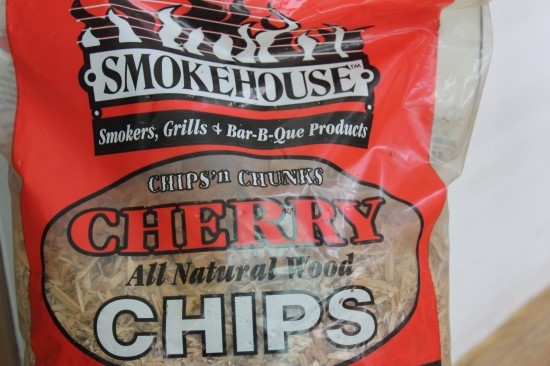 SMOKEHOUSE™
Smokers, Grills & Bar-B-Que Products
CHIPS'n CHUNKS
CHERRY
All Natural Wood
CHIPS